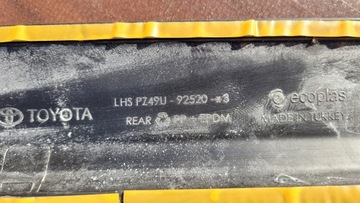 TOYOTA
LHS PZ49U - 92520 -*3
REAR PP + EPDM
ecoplas
MADE IN TURKEY